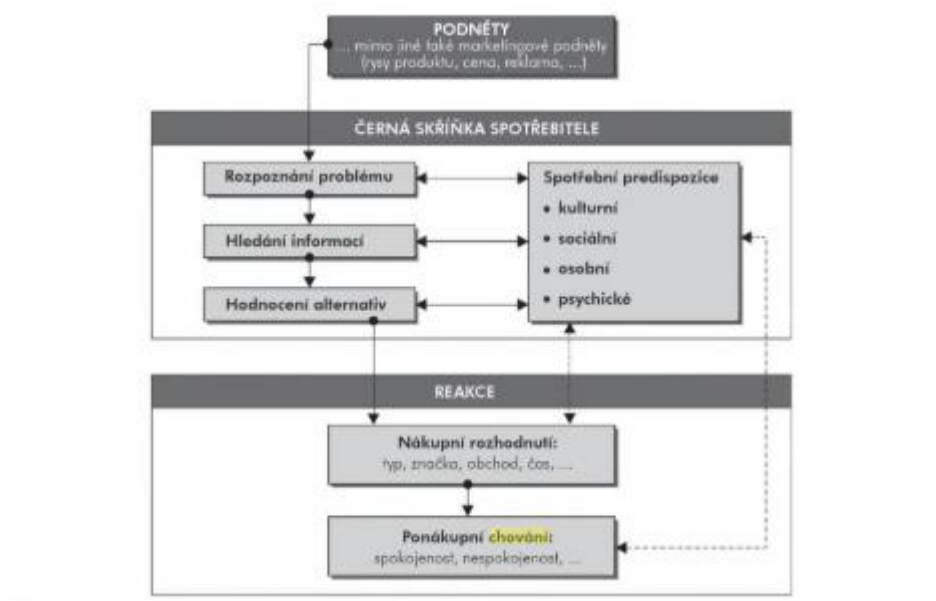 PODNĚTY
... mimo jiné také marketingové podněty
(rysy produktu, cena, reklama, ...)
ČERNÁ SKŘÍŇKA SPOTŘEBITELE
Rozpoznání problému
Hledání informací
Hodnocení alternativ
Spotřební predispozice
• kulturní
• sociální
• osobní
• psychické
REAKCE
Nákupní rozhodnutí:
typ, značka, obchod, čas, ...
Ponákupní chování:
spokojenost, nespokojenost, ...